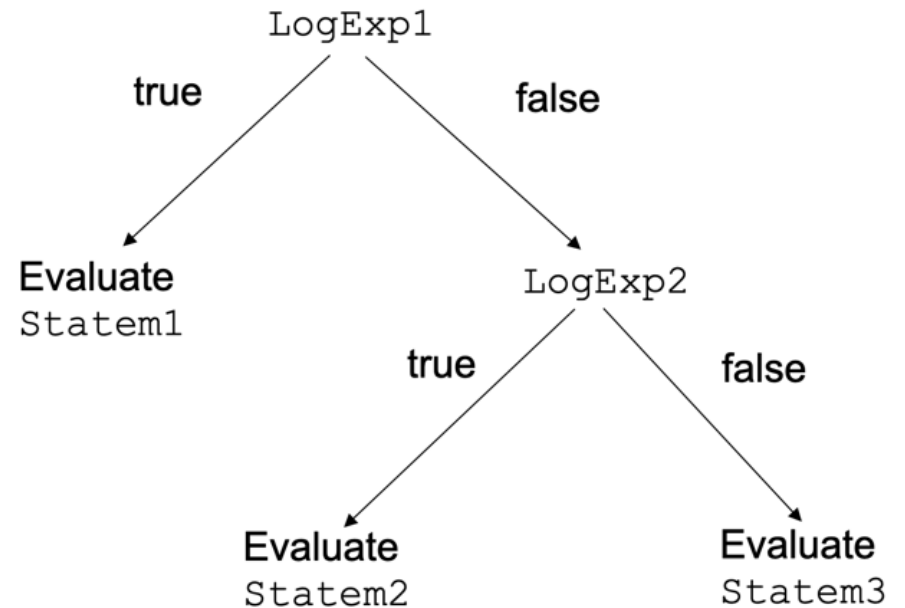 LogExp1
true
false
Evaluate
Statem1
LogExp2
true
false
Evaluate
Statem2
Evaluate
Statem3